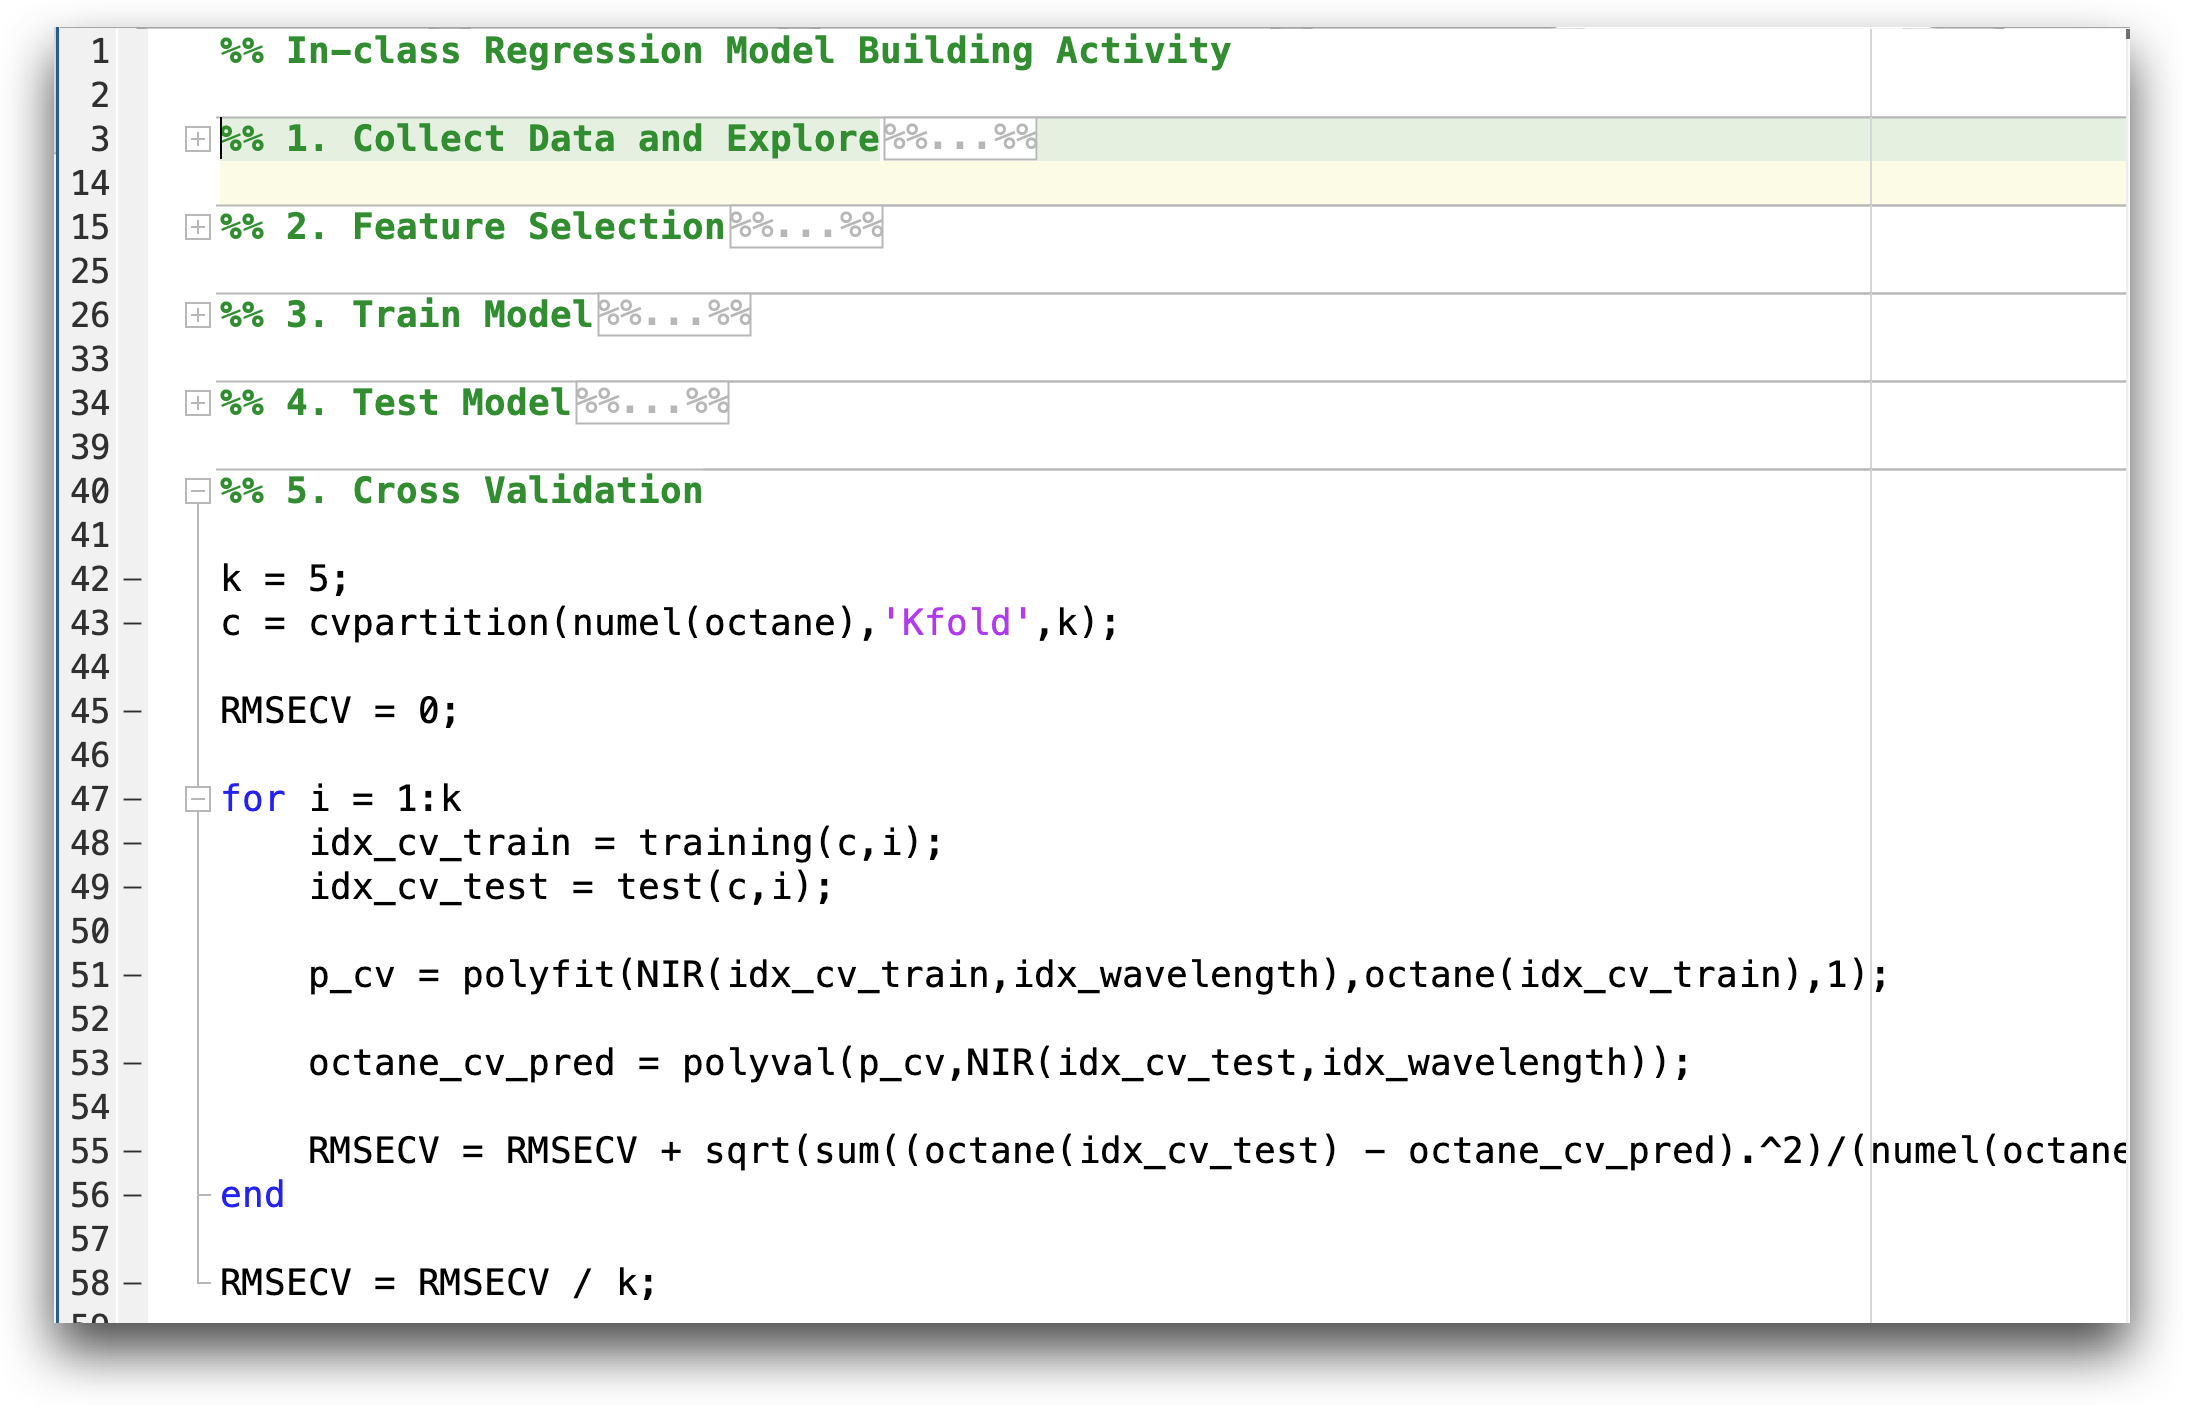 1 %% In-class Regression Model Building Activity
2
3 %% 1. Collect Data and Explore%%...%%
14
15 %% 2. Feature Selection%%...%%
25
26 %% 3. Train Model%%...%%
33
34 %% 4. Test Model%%...%%
39
40 %% 5. Cross Validation
41
42 – k = 5;
43 – c = cvpartition(numel(octane),'Kfold',k);
44
45 – RMSECV = 0;
46
47 – for i = 1:k
48 – idx_cv_train = training(c,i);
49 – idx_cv_test = test(c,i);
50
51 – p_cv = polyfit(NIR(idx_cv_train,idx_wavelength),octane(idx_cv_train),1);
52
53 – octane_cv_pred = polyval(p_cv,NIR(idx_cv_test,idx_wavelength));
54
55 – RMSECV = RMSECV + sqrt(sum((octane(idx_cv_test) - octane_cv_pred).^2)/(numel(octane
56 – end
57
58 – RMSECV = RMSECV / k;
59